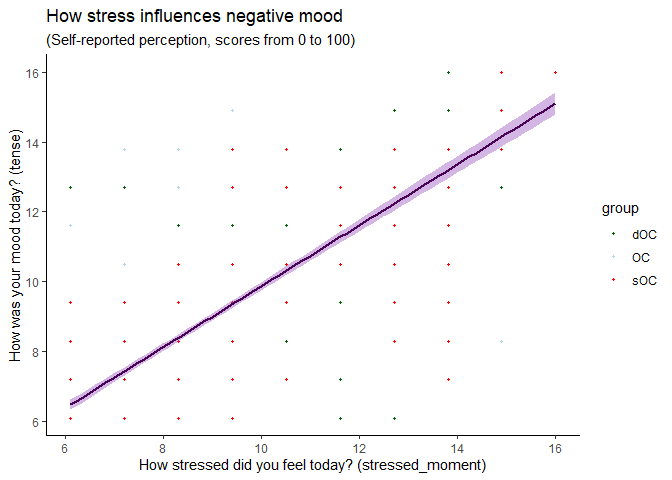 How stress influences negative mood
(Self-reported perception, scores from 0 to 100)
How was your mood today? (tense)
16
14
12
10
8
6
6
8
10
12
14
16
How stressed did you feel today? (stressed_moment)
group
dOC
OC
sOC